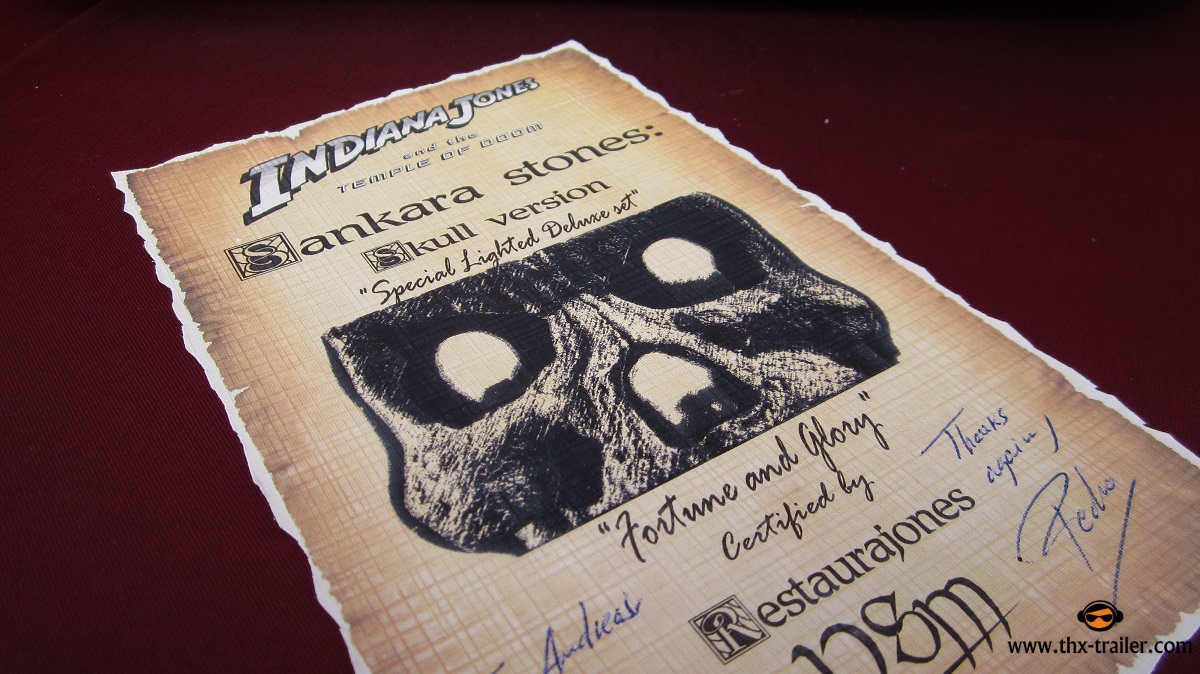 INDIANA JONES
and the
TEMPLE OF DOOM
Sankara stones:
Skull version
"Special Lighted Deluxe set"
"Fortune and Glory"
Certified by
Restaurajones
PSM
Thanks
again,
Pedro
Andreas
www.thx-trailer.com